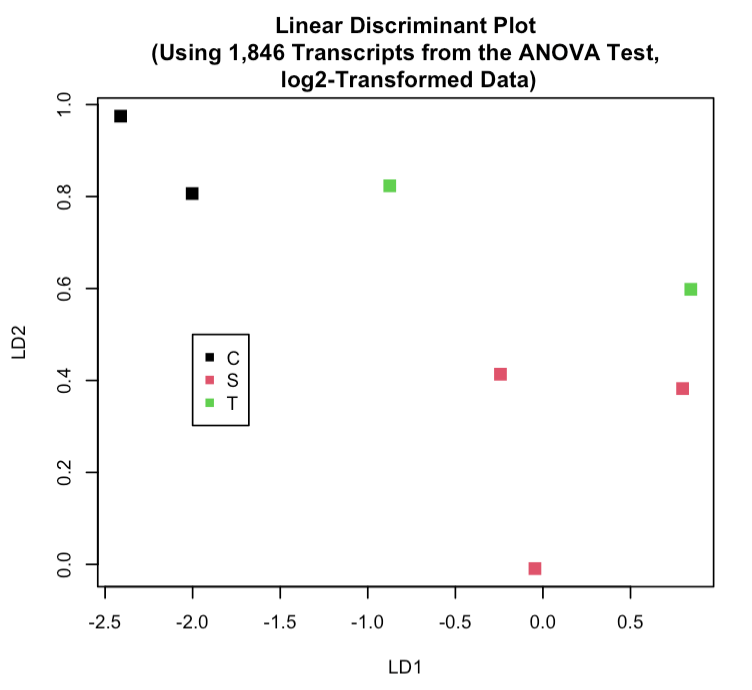 Linear Discriminant Plot
(Using 1,846 Transcripts from the ANOVA Test,
log2-Transformed Data)
1.0
0.8
0.6
0.4
0.2
0.0
LD2
C
S
T
-2.5 -2.0 -1.5 -1.0 -0.5 0.0 0.5
LD1